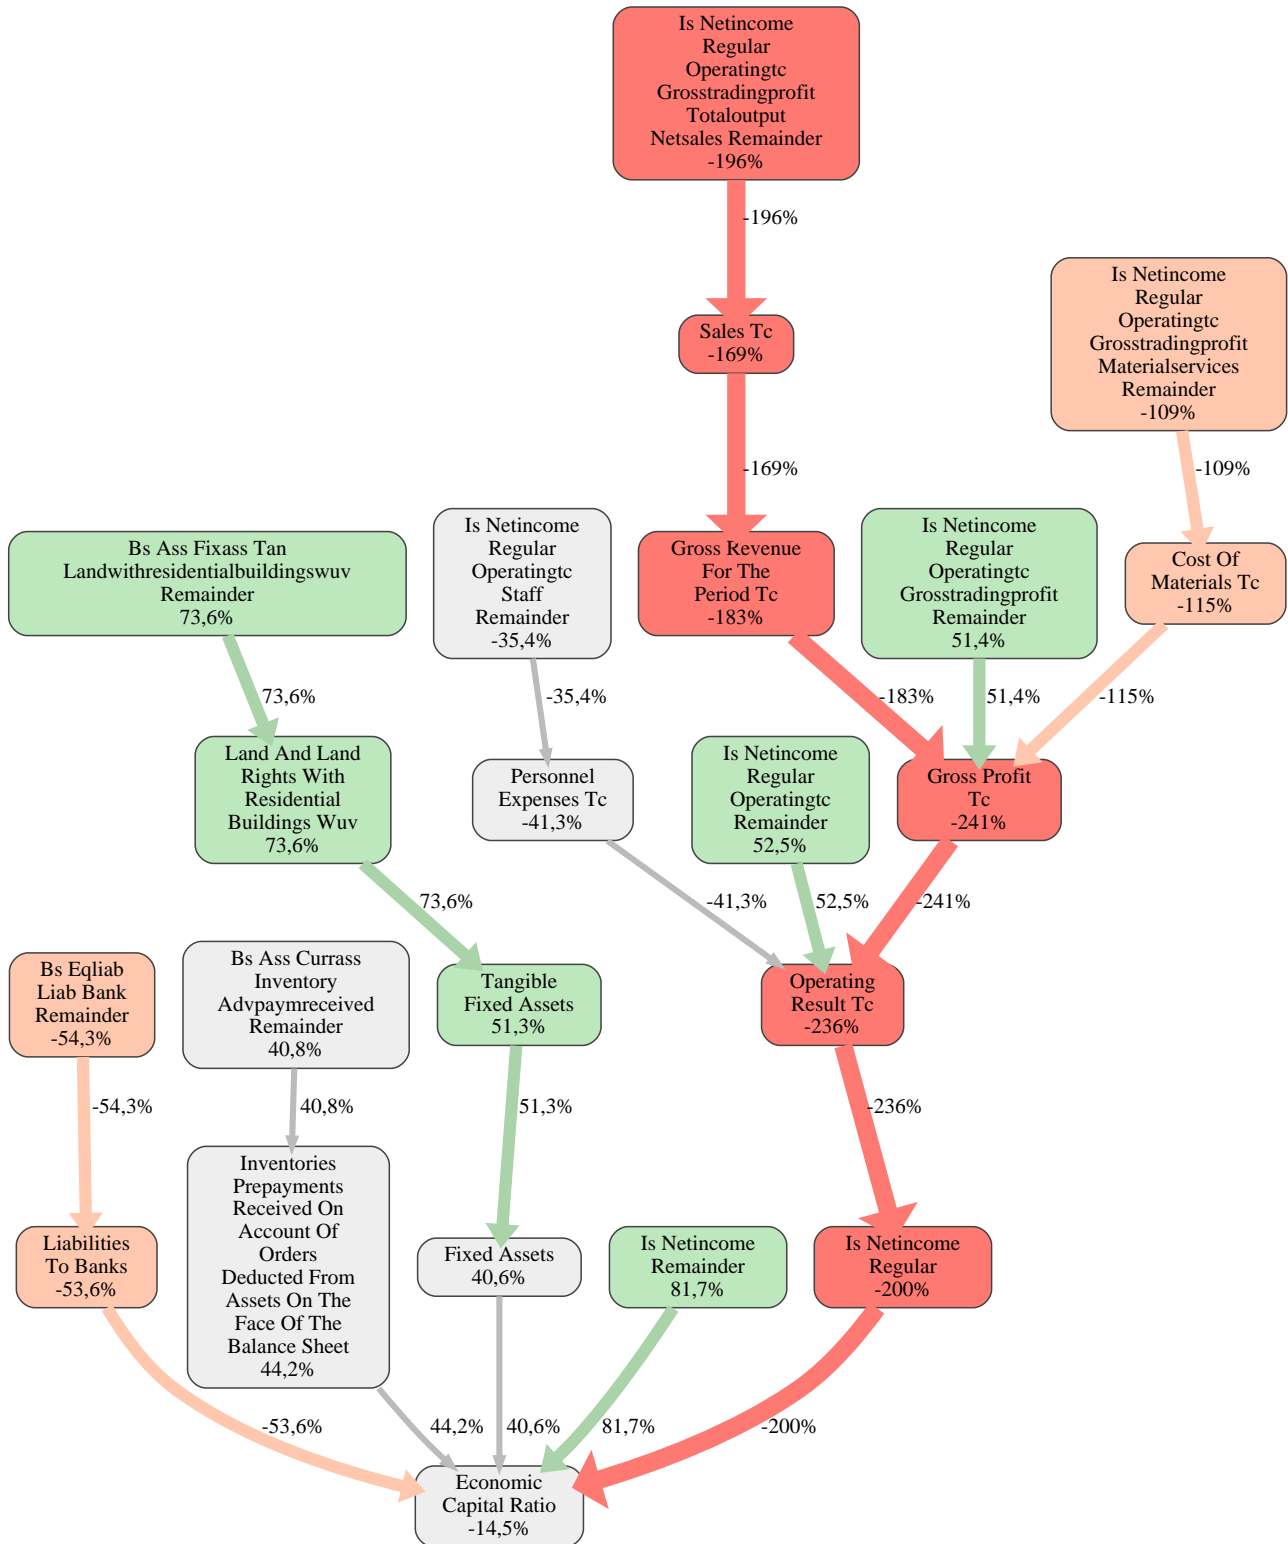 Is Netincome
Regular
Operatingtc
Grosstradingprofit
Totaloutput
Netsales Remainder
-196%
-196%
Is Netincome
Regular
Operatingtc
Grosstradingprofit
Materialservices
Remainder
-109%
Sales Tc
-169%
-169%
-109%
Bs Ass Fixass Tan
Landwithresidentialbuildingswuv
Remainder
73,6%
Is Netincome
Regular
Operatingtc
Staff
Remainder
-35,4%
Gross Revenue
For The
Period Tc
-183%
Is Netincome
Regular
Operatingtc
Grosstradingprofit
Remainder
51,4%
Cost Of
Materials Tc
-115%
73,6%
-35,4%
-183%
51,4%
-115%
Land And Land
Rights With
Residential
Buildings Wuv
73,6%
Personnel
Expenses Tc
-41,3%
Is Netincome
Regular
Operatingtc
Remainder
52,5%
Gross Profit
Tc
-241%
73,6%
-41,3%
52,5%
-241%
Bs Eqliab
Liab Bank
Remainder
-54,3%
Bs Ass Currass
Inventory
Advpaymreceived
Remainder
40,8%
Tangible
Fixed Assets
51,3%
Operating
Result Tc
-236%
-54,3%
40,8%
51,3%
-236%
Liabilities
To Banks
-53,6%
Inventories
Prepayments
Received On
Account Of
Orders
Deducted From
Assets On The
Face Of The
Balance Sheet
44,2%
Fixed Assets
40,6%
Is Netincome
Remainder
81,7%
Is Netincome
Regular
-200%
-53,6%
44,2%
40,6%
81,7%
-200%
Economic
Capital Ratio
-14,5%